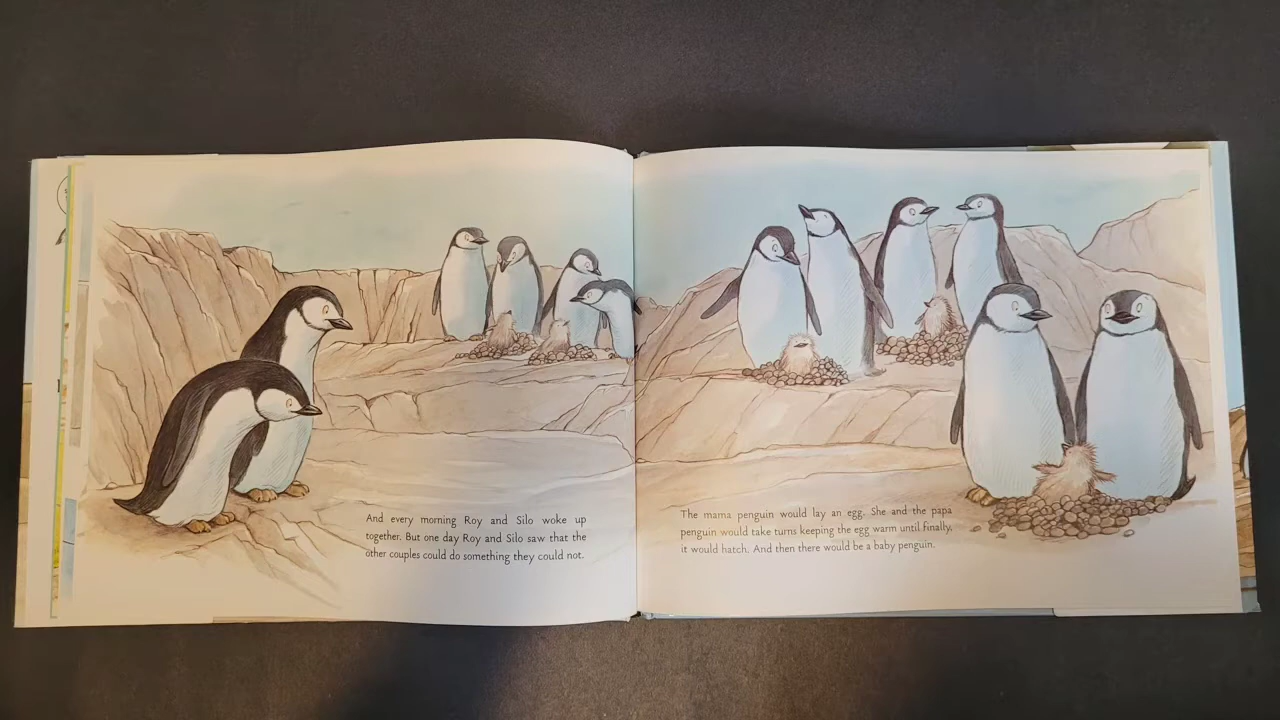 And every morning Roy and Silo woke up
together. But one day Roy and Silo saw that the
other couples could do something they could not.
The mama penguin would lay an egg. She and the papa
penguin would take turns keeping the egg warm until finally,
it would hatch. And then there would be a baby penguin.